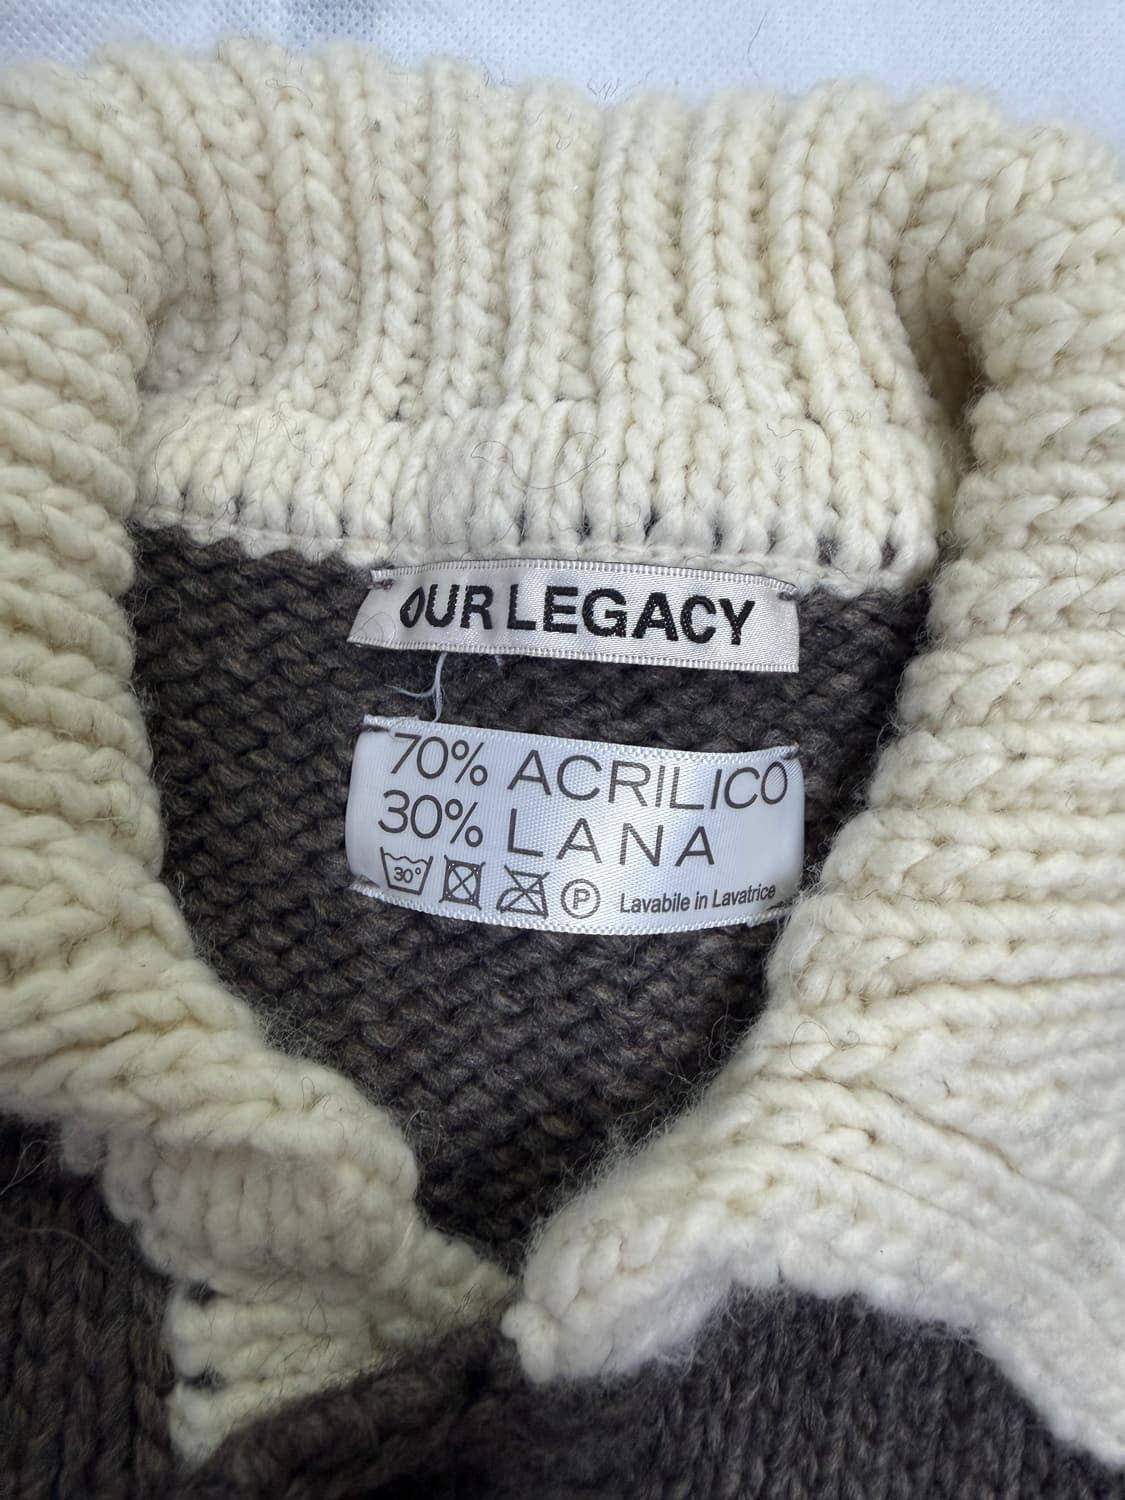 OUR LEGACY
70% ACRILICO
30% LANA
30° P Lavabile in Lavatrice